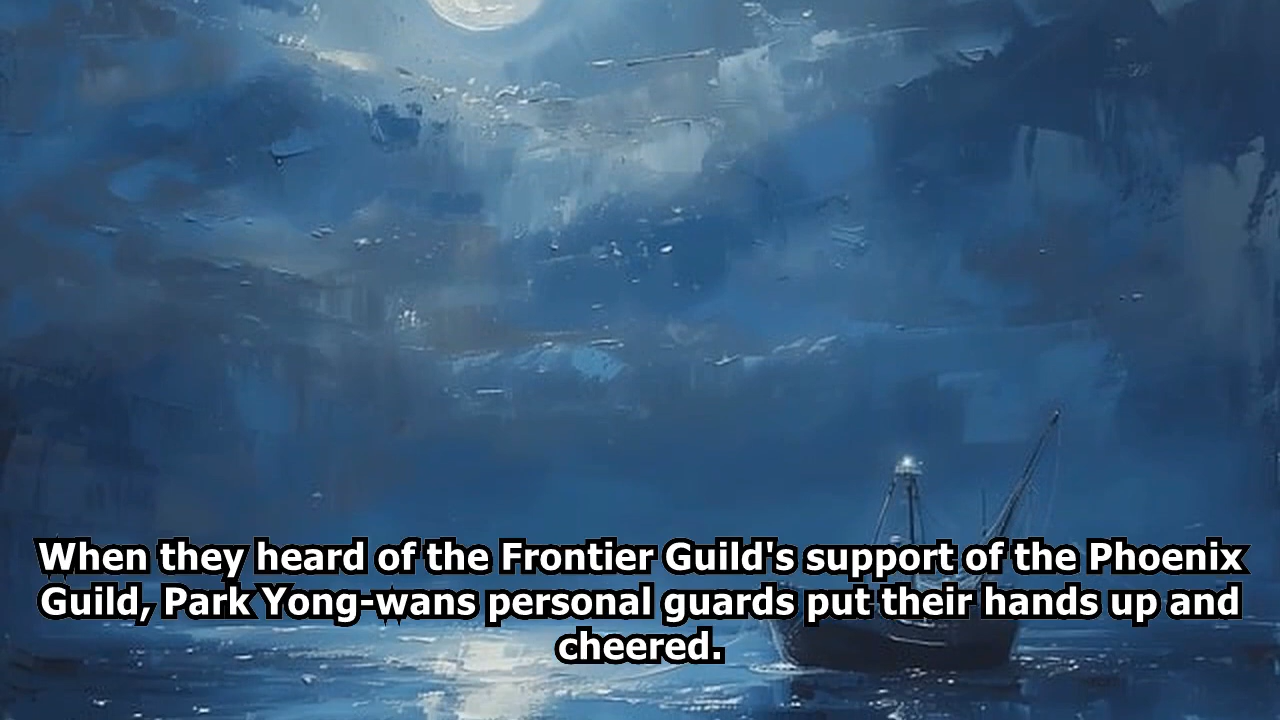 When they heard of the Frontier Guild's support of the Phoenix
Guild, Park Yong-wans personal guards put their hands up and
cheered.